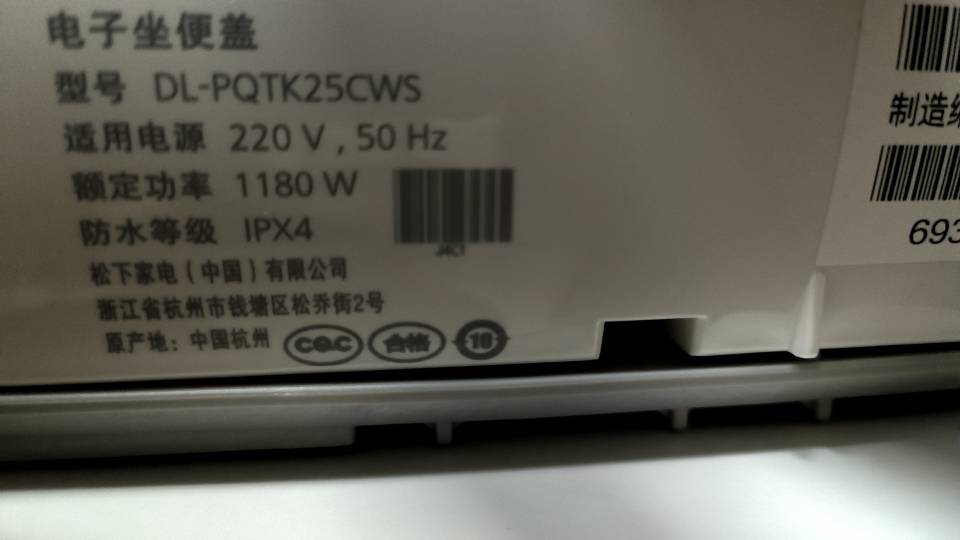 电子坐便盖
型号 DL-PQTK25CWS
适用电源 220 V , 50 Hz
额定功率 1180 W
防水等级 IPX4
松下家电(中国)有限公司
浙江省杭州市钱塘区松乔街2号
原产地: 中国杭州
CQC 合格 10
制造
693